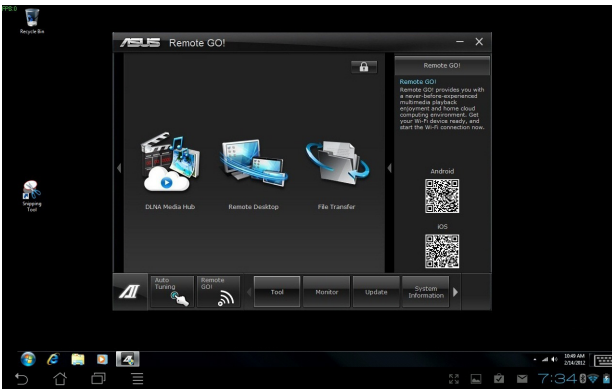 FPS:0
Recycle Bin
ASUS Remote GO!
Remote GO!
Remote GO!
Remote GO! provides you with
a never-before-experienced
multimedia playback
enjoyment and home cloud
computing environment. Get
your Wi-Fi device ready, and
start the Wi-Fi connection now.
DLNA Media Hub
Remote Desktop
File Transfer
Android
iOS
Snipping
Tool
Auto
Tuning
Remote
GO!
Tool
Monitor
Update
System
Information
10:49 AM
2/14/2012
7:34